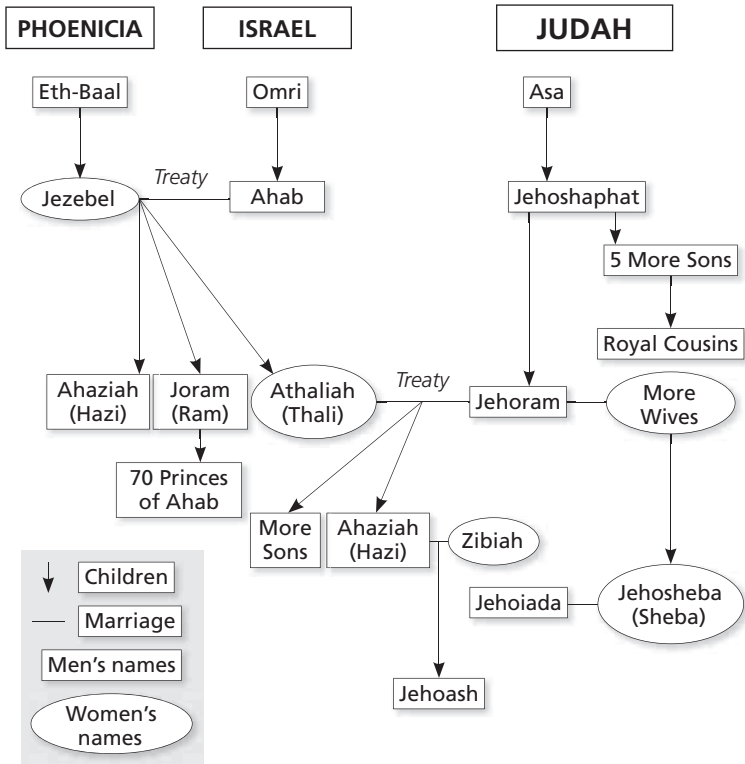 PHOENICIA
ISRAEL
JUDAH
Eth-Baal
Omri
Asa
Jezebel
Treaty
Ahab
Jehoshaphat
5 More Sons
Royal Cousins
Ahaziah
(Hazi)
Joram
(Ram)
Athaliah
(Thali)
Treaty
Jehoram
More
Wives
70 Princes
of Ahab
More
Sons
Ahaziah
(Hazi)
Zibiah
Jehoiada
Jehosheba
(Sheba)
Jehoash
Children
Marriage
Men's names
Women's
names